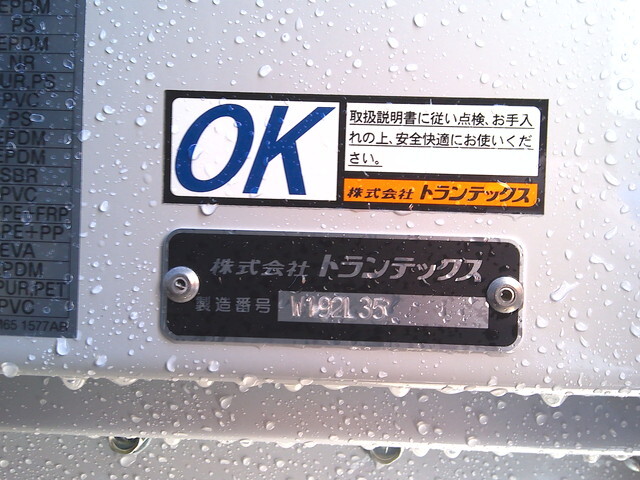 EPDM
PS
EPDM
NR
PUR.PS
PVC
PS
EPDM
EPDM
SBR
PVC
PE+FRP
PE+PP
EVA
EPDM
PUR.PET
PVC
1577AR
OK
取扱説明書に従い点検、お手入
れの上、安全快適にお使いくだ
さい。
株式会社 トランテックス
株式会社 トランテックス
製造番号 W192L35